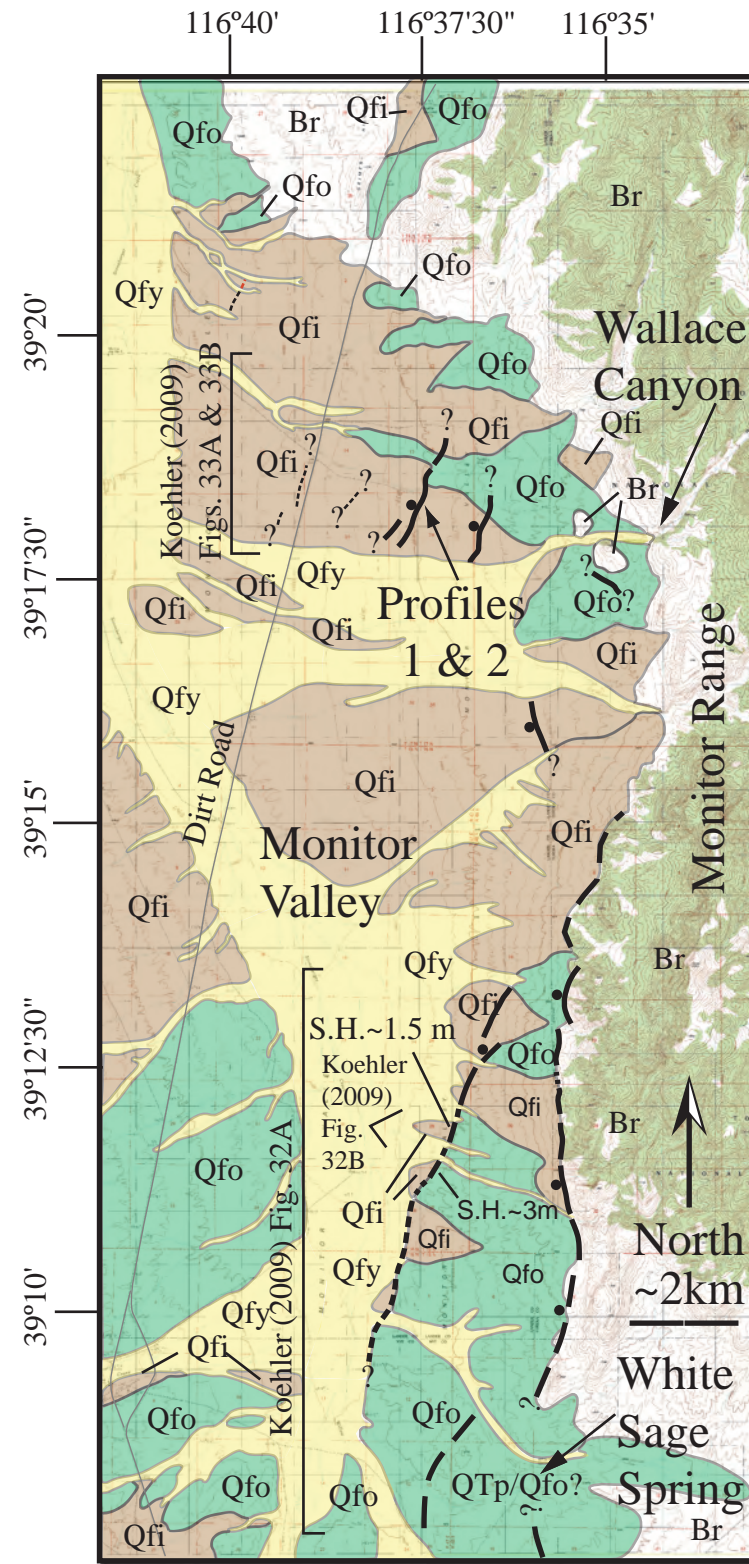 116º40'
116º37'30"
116º35'
Qfi
Qfo
Qfo
Br
Qfo
Br
Qfo
Qfy
39º20'
Qfi
Wallace
Canyon
Qfo
Koehler (2009)
Figs. 33A & 33B
Qfi
Qfi
?
Qfi
?
?
?
Qfo
Br
?
?
?
39º17'30"
Qfy
Qfo?
Qfi
Profiles
1 & 2
Qfi
Qfi
Qfy
Monitor Range
Dirt Road
?
Qfi
39º15'
Monitor
Valley
Qfi
Qfi
Qfy
Br
Qfi
S.H.~1.5 m
Qfo
39º12'30"
Koehler
(2009)
Fig.
32B
Qfi
Br
Qfo
Koehler (2009) Fig. 32A
Qfi
S.H.~3m
Qfi
North
Qfy
Qfo
~2km
39º10'
Qfy
Qfi
?
White
Sage
Spring
Qfo
Qfo
?
QTp/Qfo?
Qfo
Qfo
?
Br
Qfi